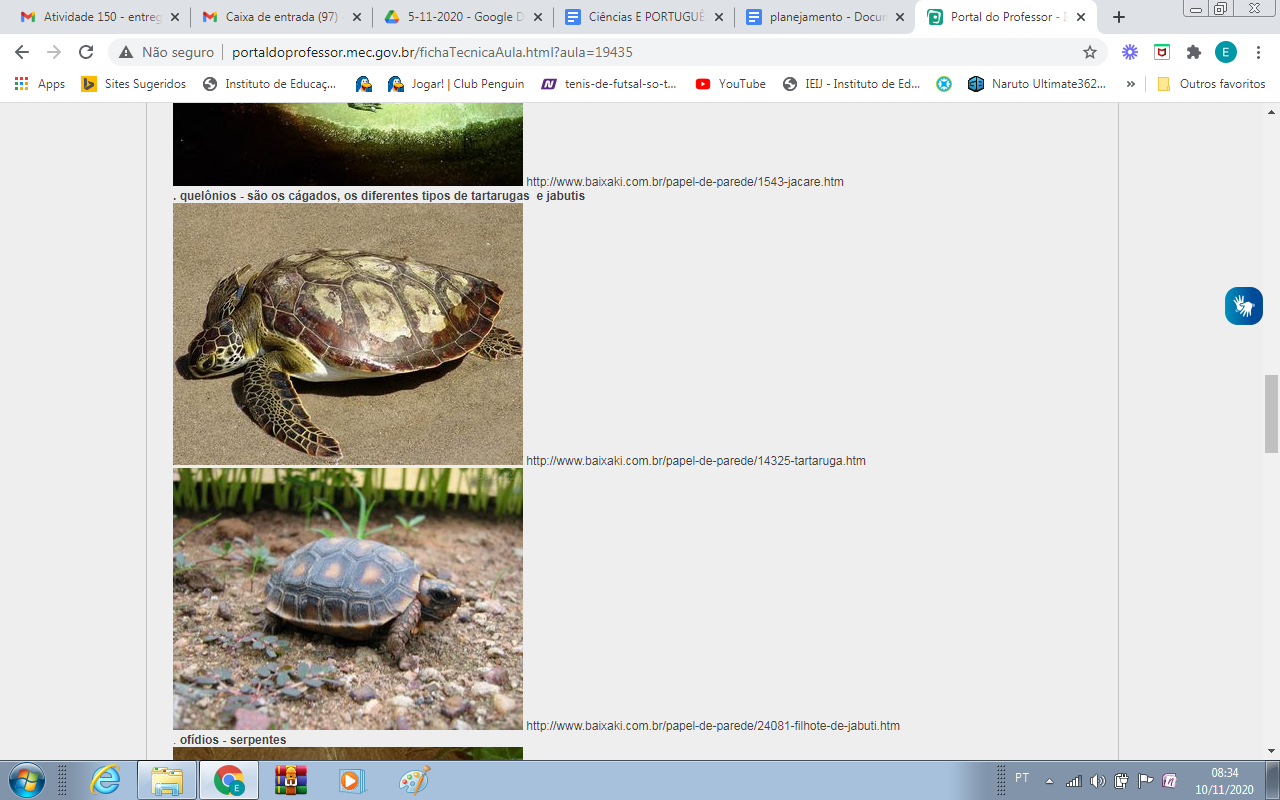 Atividade 150 - entreg
Caixa de entrada (97)
5-11-2020 - Google D
Ciências E PORTUGUÊ
planejamento - Docum
Portal do Professor -
Não seguro
portaldoprofessor.mec.gov.br/fichaTecnicaAula.html?aula=19435
E
Apps
Sites Sugeridos
Instituto de Educaç...
Jogar! | Club Penguin
tenis-de-futsal-so-t...
YouTube
IEIJ - Instituto de Ed...
Naruto Ultimate362...
»
Outros favoritos
http://www.baixaki.com.br/papel-de-parede/1543-jacare.htm
. quelônios - são os cágados, os diferentes tipos de tartarugas e jabutis
http://www.baixaki.com.br/papel-de-parede/14325-tartaruga.htm
http://www.baixaki.com.br/papel-de-parede/24081-filhote-de-jabuti.htm
. ofídios - serpentes
E
PT
08:34
10/11/2020